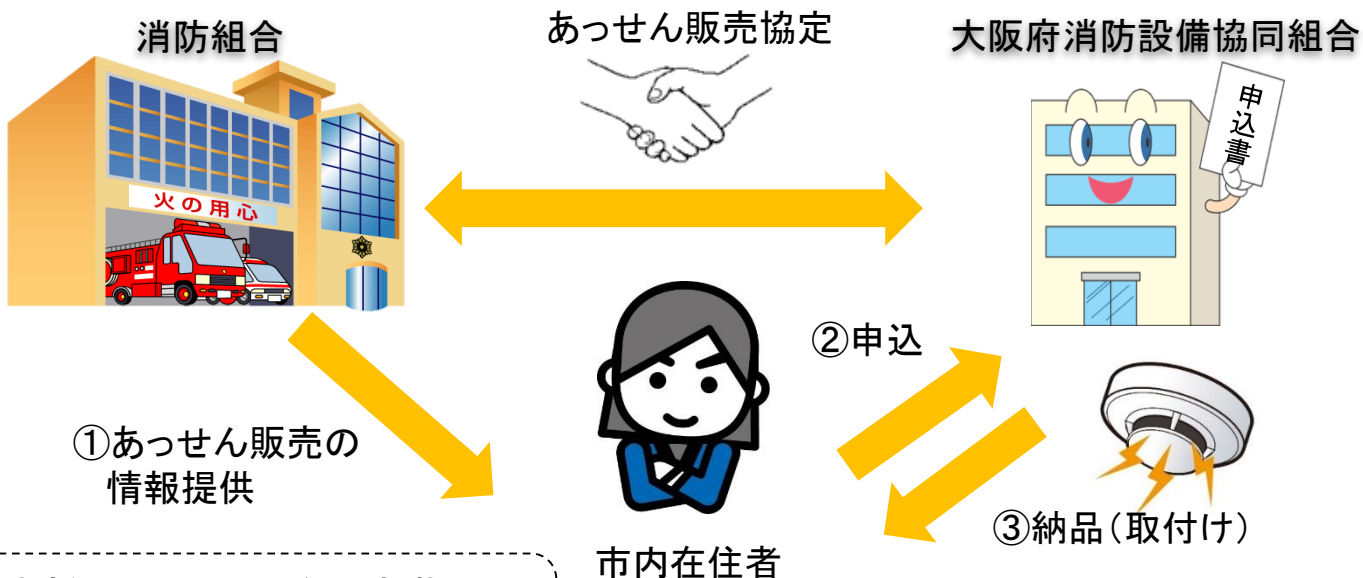 消防組合
あっせん販売協定
大阪府消防設備協同組合
申込書
火の用心
②申込
①あっせん販売の
情報提供
③納品(取付け)
市内在住者